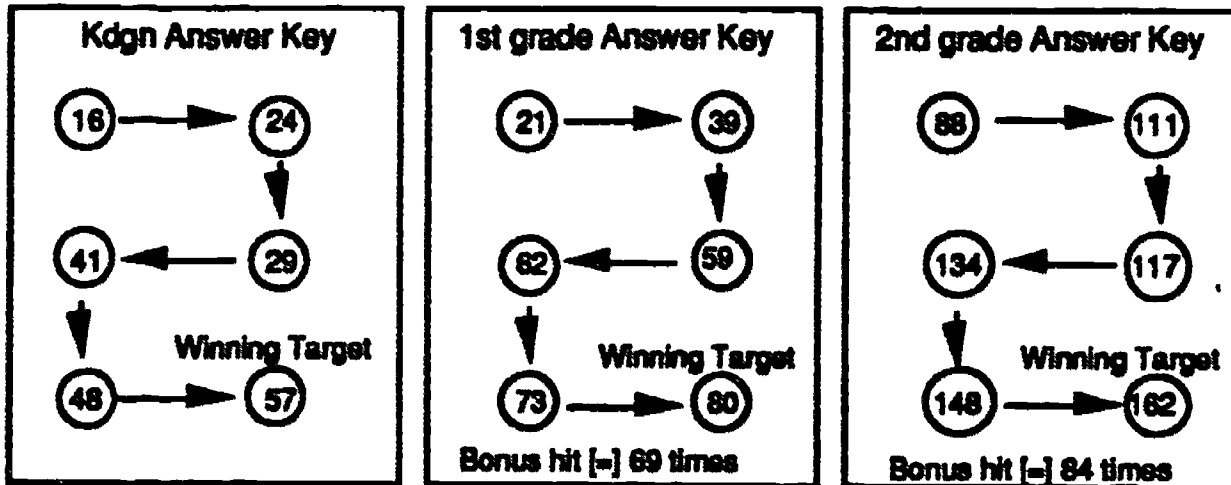 Kdgn Answer Key
16 24
41 29
Winning Target
48 57
1st grade Answer Key
21 39
62 59
Winning Target
73 80
Bonus hit [=] 69 times
2nd grade Answer Key
88 111
134 117
Winning Target
148 162
Bonus hit [=] 84 times